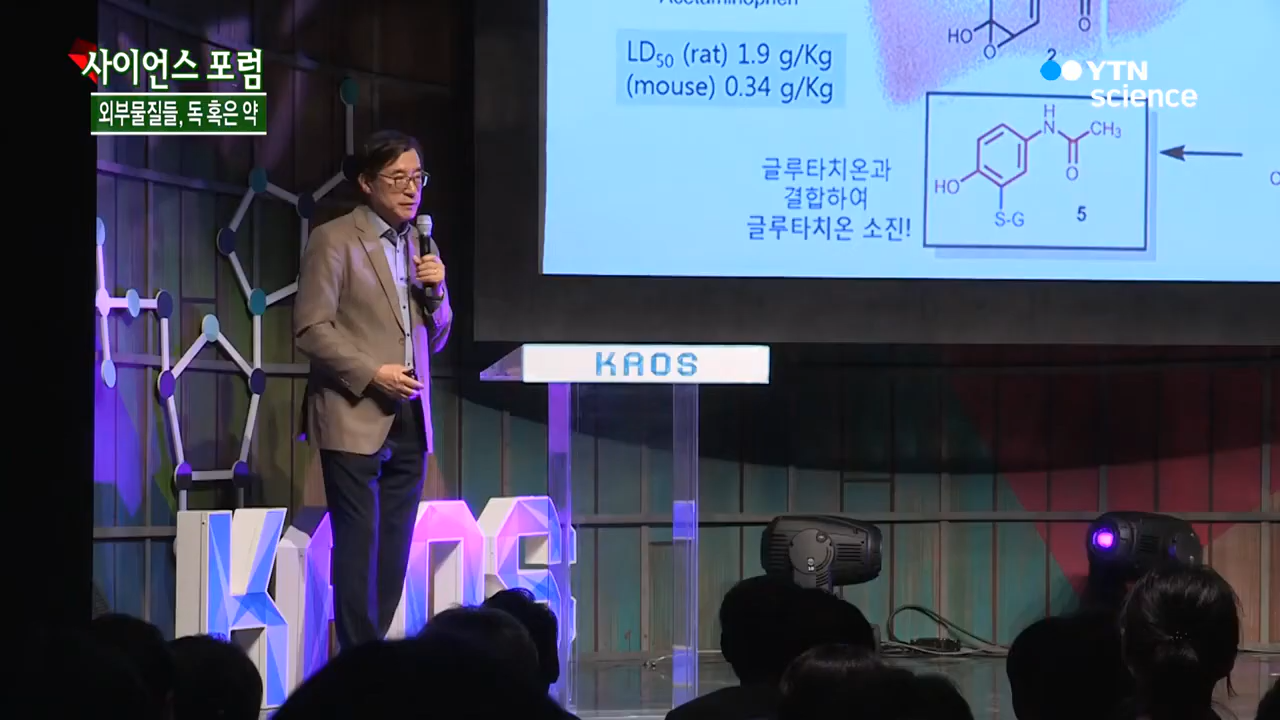 사이언스 포럼
외부물질들, 독 혹은 약
Acetaminophen
LD50 (rat) 1.9 g/Kg
(mouse) 0.34 g/Kg
HO
O
O
2
YTN
science
글루타치온과
결합하여
글루타치온 소진!
H
N
CH3
O
HO
S-G
5
KAOS
KAOS